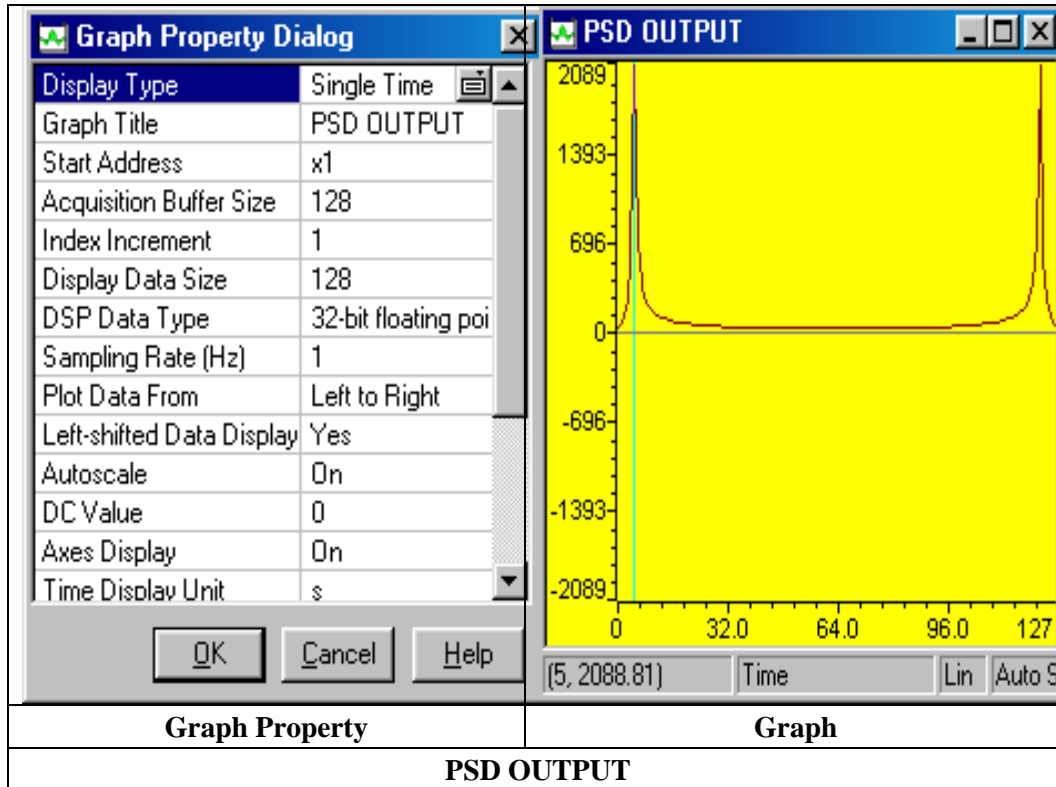 Graph Property Dialog
Display Type Single Time
Graph Title PSD OUTPUT
Start Address x1
Acquisition Buffer Size 128
Index Increment 1
Display Data Size 128
DSP Data Type 32-bit floating poi
Sampling Rate (Hz) 1
Plot Data From Left to Right
Left-shifted Data Display Yes
Autoscale On
DC Value 0
Axes Display On
Time Display Unit s
OK Cancel Help
PSD OUTPUT
2089
1393
696
0
-696
-1393
-2089
0 32.0 64.0 96.0 127
(5, 2088.81) Time Lin Auto S
Graph Property Graph
PSD OUTPUT